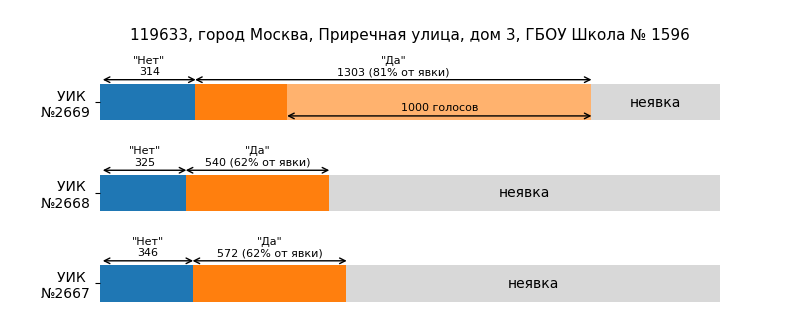 119633, город Москва, Приречная улица, дом 3, ГБОУ Школа № 1596
"Нет"
314
"Да"
1303 (81% от явки)
УИК
№2669
1000 голосов
неявка
"Нет"
325
"Да"
540 (62% от явки)
УИК
№2668
неявка
"Нет"
346
"Да"
572 (62% от явки)
УИК
№2667
неявка